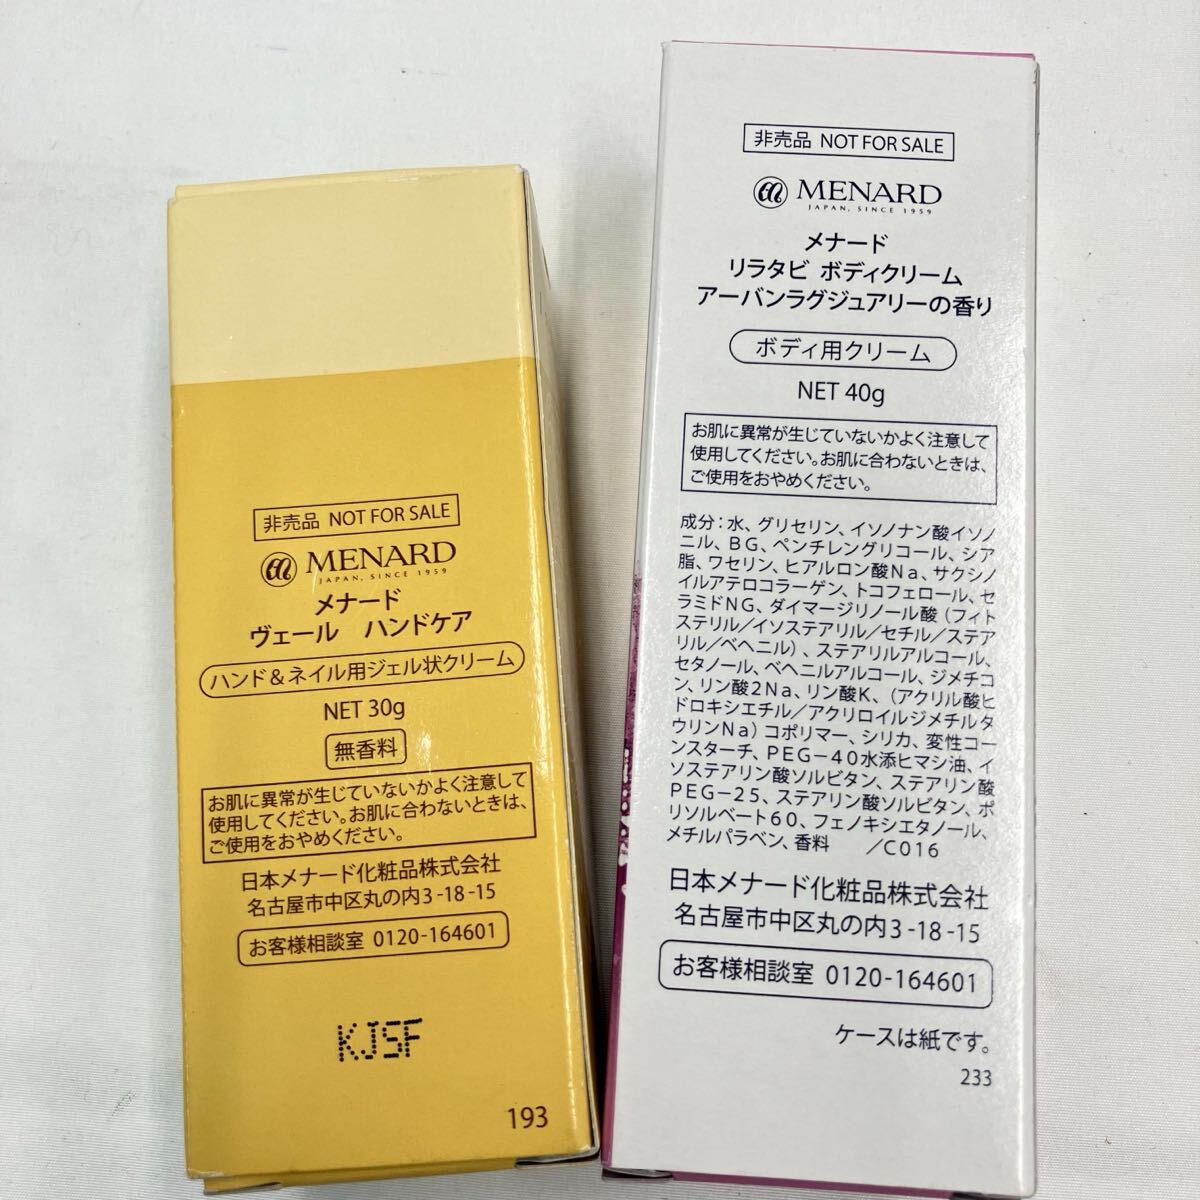 非売品 NOT FOR SALE
MENARD
JAPAN, SINCE 1959
メナード
ヴェール ハンドケア
ハンド＆ネイル用ジェル状クリーム
NET 30g
無香料
お肌に異常が生じていないかよく注意して
使用してください。お肌に合わないときは、
ご使用をおやめください。
日本メナード化粧品株式会社
名古屋市中区丸の内3-18-15
お客様相談室 0120-164601
KJSF
193
非売品 NOT FOR SALE
MENARD
JAPAN, SINCE 1959
メナード
リラタビ ボディクリーム
アーバンラグジュアリーの香り
ボディ用クリーム
NET 40g
お肌に異常が生じていないかよく注意して
使用してください。お肌に合わないときは、
ご使用をおやめください。
成分：水、グリセリン、イソノナン酸イソノ
ニル、BG、ペンチレングリコール、シア
脂、ワセリン、ヒアルロン酸Na、サクシノ
イルアテロコラーゲン、トコフェロール、セ
ラミドNG、ダイマージリノール酸（フィト
ステリル／イソステアリル／セチル／ステア
リル／ベヘニル）、ステアリルアルコール、
セタノール、ベヘニルアルコール、ジメチコ
ン、リン酸2Na、リン酸K、（アクリル酸ヒ
ドロキシエチル／アクリロイルジメチルタ
ウリンNa）コポリマー、シリカ、変性コー
ンスターチ、PEG－40水添ヒマシ油、イ
ソステアリン酸ソルビタン、ステアリン酸
PEG－25、ステアリン酸ソルビタン、ポ
リソルベート60、フェノキシエタノール、
メチルパラベン、香料 ／C016
日本メナード化粧品株式会社
名古屋市中区丸の内3-18-15
お客様相談室 0120-164601
ケースは紙です。
233